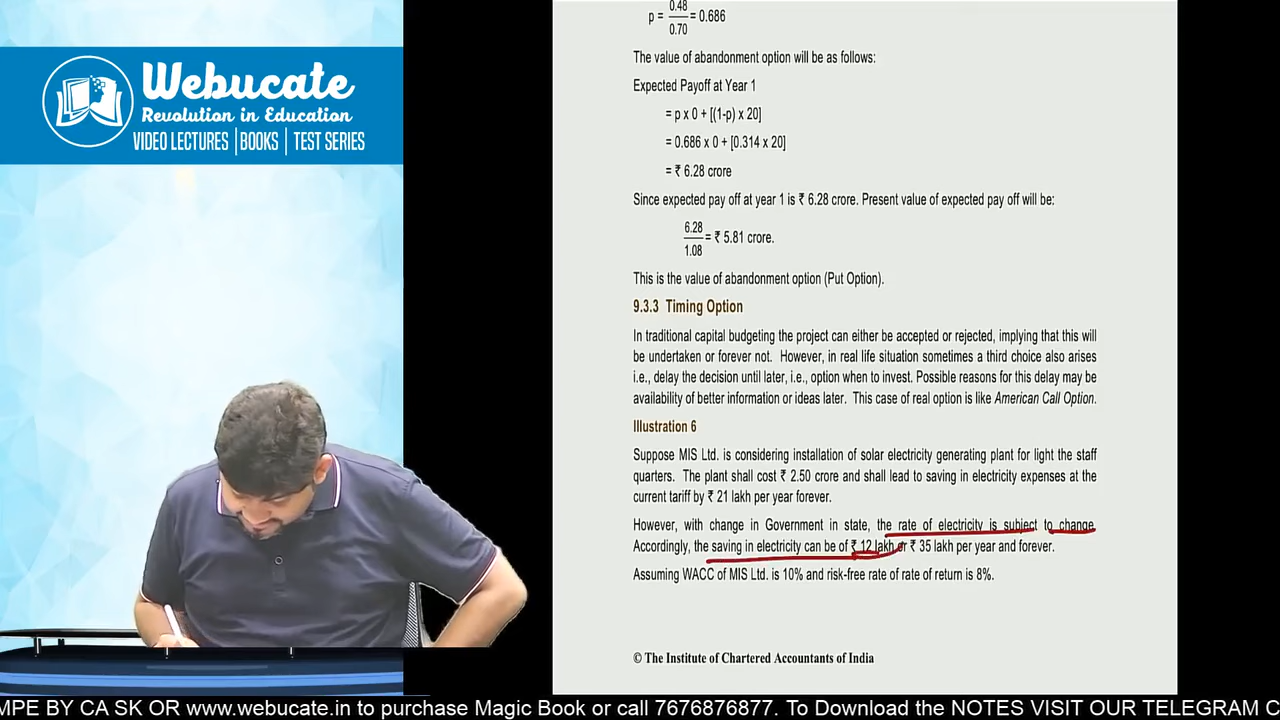 Webucate
Revolution in Education
VIDEO LECTURES | BOOKS | TEST SERIES
p = 0.48/0.70 = 0.686
The value of abandonment option will be as follows:
Expected Payoff at Year 1
= p x 0 + [(1-p) x 20]
= 0.686 x 0 + [0.314 x 20]
= ₹ 6.28 crore
Since expected pay off at year 1 is ₹ 6.28 crore. Present value of expected pay off will be:
6.28/1.08 = ₹ 5.81 crore.
This is the value of abandonment option (Put Option).
9.3.3 Timing Option
In traditional capital budgeting the project can either be accepted or rejected, implying that this will
be undertaken or forever not. However, in real life situation sometimes a third choice also arises
i.e., delay the decision until later, i.e., option when to invest. Possible reasons for this delay may be
availability of better information or ideas later. This case of real option is like American Call Option.
Illustration 6
Suppose MIS Ltd. is considering installation of solar electricity generating plant for light the staff
quarters. The plant shall cost ₹ 2.50 crore and shall lead to saving in electricity expenses at the
current tariff by ₹ 21 lakh per year forever.
However, with change in Government in state, the rate of electricity is subject to change.
Accordingly, the saving in electricity can be of ₹ 12 lakh or ₹ 35 lakh per year and forever.
Assuming WACC of MIS Ltd. is 10% and risk-free rate of rate of return is 8%.
© The Institute of Chartered Accountants of India
MPE BY CA SK OR www.webucate.in to purchase Magic Book or call 7676876877. To Download the NOTES VISIT OUR TELEGRAM C